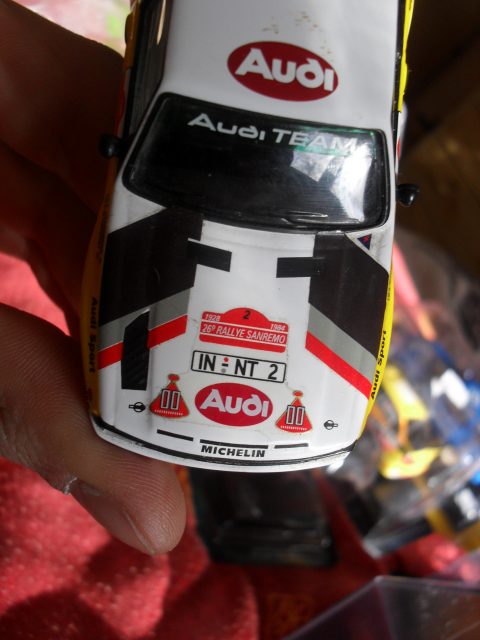 Audi
Audi TEAM
2
1928 1984
26º RALLYE SANREMO
IN NT 2
Audi
Audi Sport
Audi Sport
MICHELIN